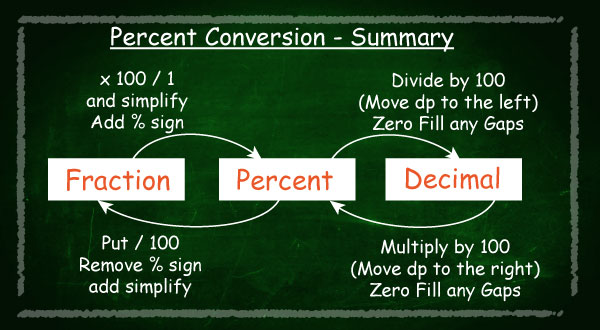 Percent Conversion - Summary
x 100 / 1
and simplify
Add % sign
Divide by 100
(Move dp to the left)
Zero Fill any Gaps
Fraction
Percent
Decimal
Put / 100
Remove % sign
add simplify
Multiply by 100
(Move dp to the right)
Zero Fill any Gaps